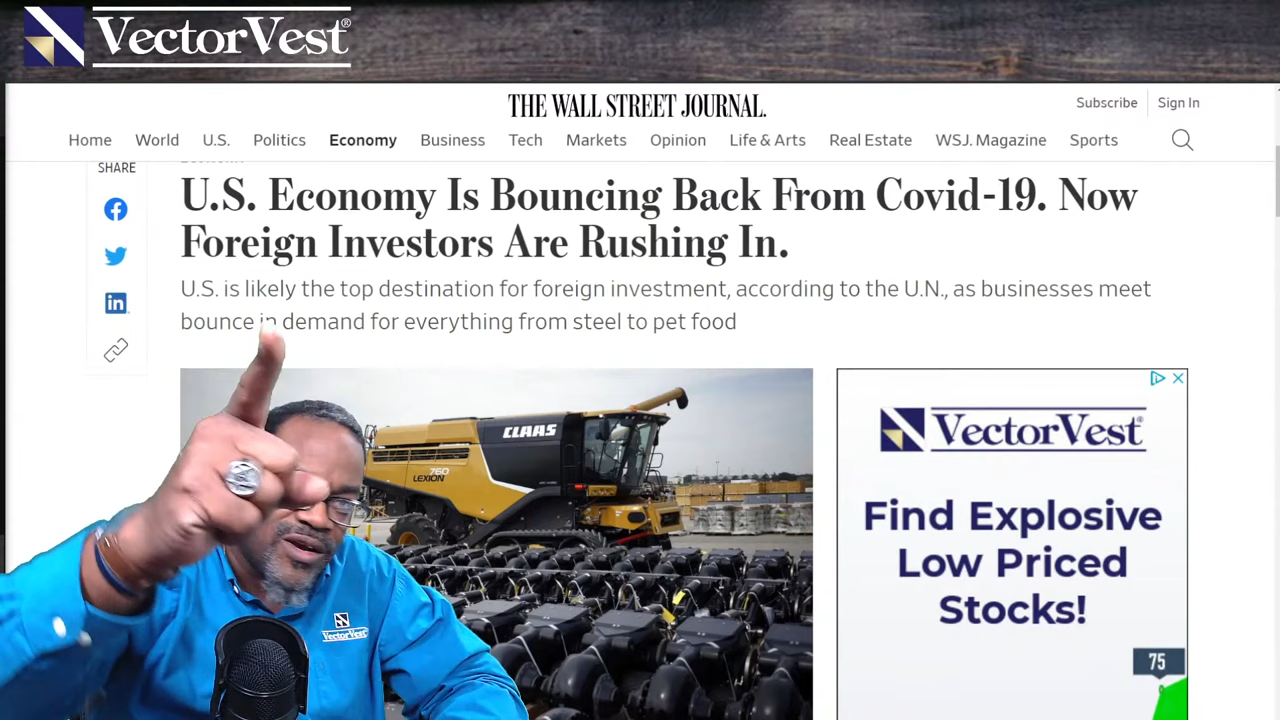 VectorVest®
THE WALL STREET JOURNAL.
Subscribe
Sign In
Home
World
U.S.
Politics
Economy
Business
Tech
Markets
Opinion
Life & Arts
Real Estate
WSJ. Magazine
Sports
SHARE
U.S. Economy Is Bouncing Back From Covid-19. Now
Foreign Investors Are Rushing In.
U.S. is likely the top destination for foreign investment, according to the U.N., as businesses meet
bounce in demand for everything from steel to pet food
CLAAS
760
LEXION
VectorVest
VectorVest®
Find Explosive
Low Priced
Stocks!
75